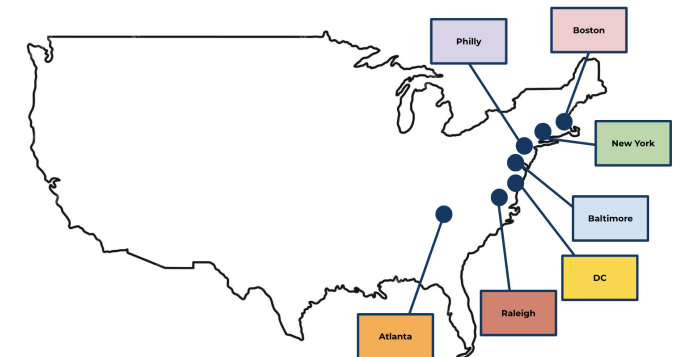 Boston
Philly
New York
Baltimore
DC
Raleigh
Atlanta